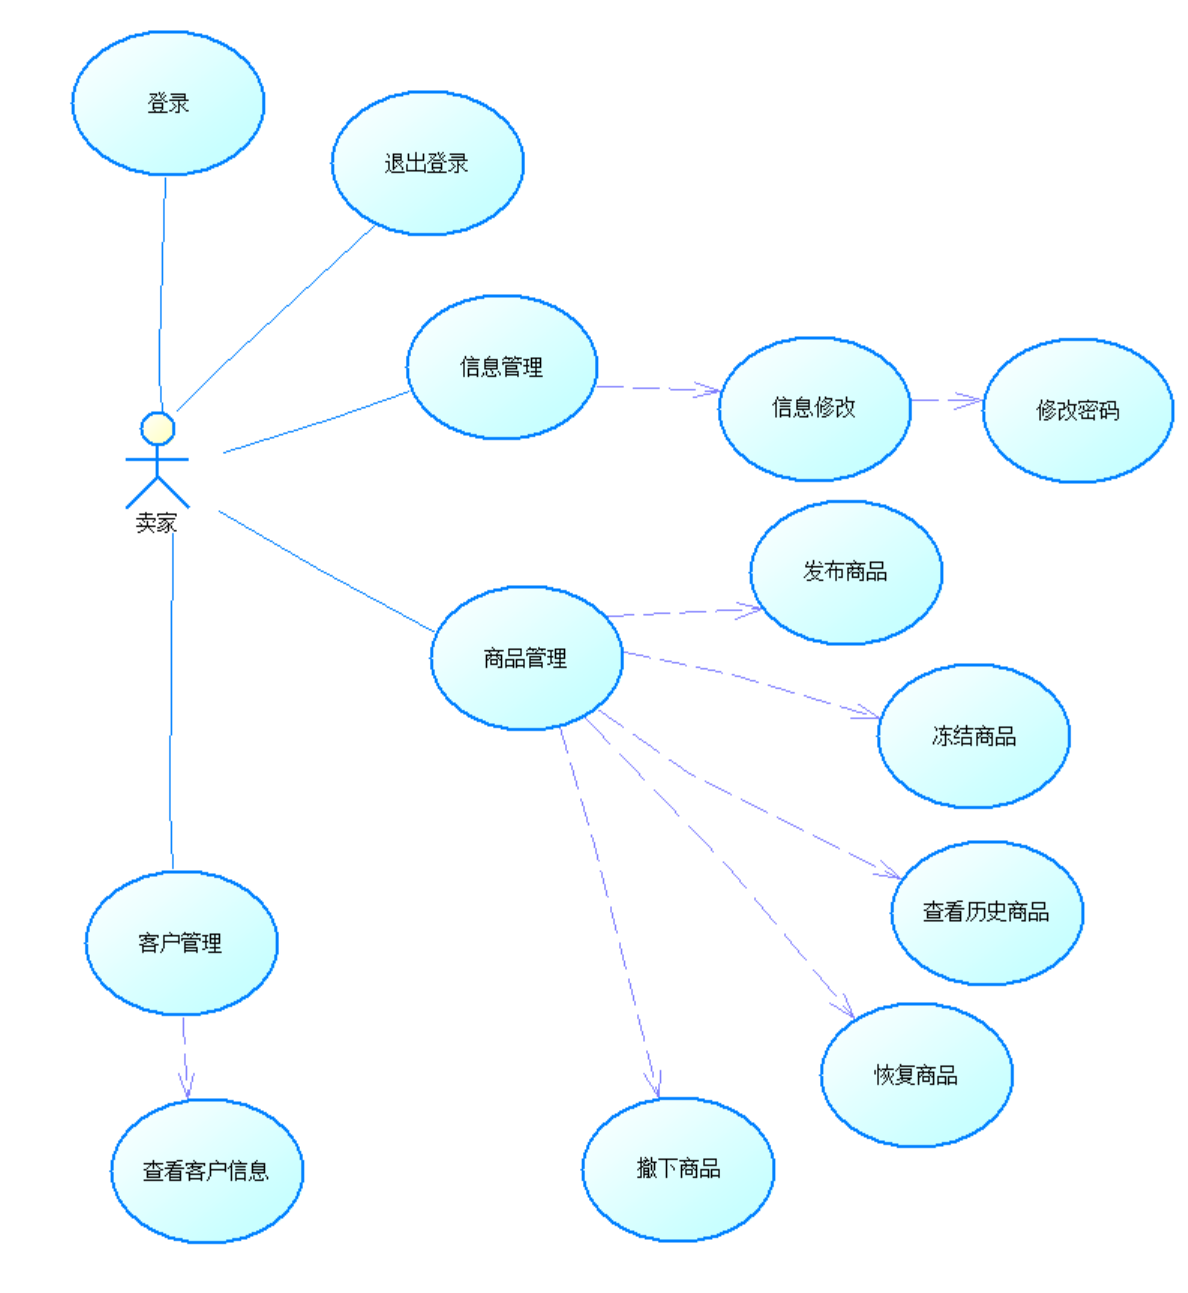 登录
退出登录
信息管理
信息修改
修改密码
卖家
发布商品
商品管理
冻结商品
查看历史商品
客户管理
恢复商品
撤下商品
查看客户信息